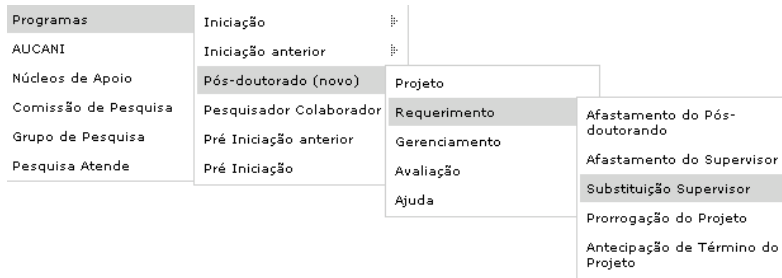 Programas
AUCANI
Núcleos de Apoio
Comissão de Pesquisa
Grupo de Pesquisa
Pesquisa Atende
Iniciação
Iniciação anterior
Pós-doutorado (novo)
Pesquisador Colaborador
Pré Iniciação anterior
Pré Iniciação
Projeto
Requerimento
Gerenciamento
Avaliação
Ajuda
Afastamento do Pós-
doutorando
Afastamento do Supervisor
Substituição Supervisor
Prorrogação do Projeto
Antecipação de Término do
Projeto